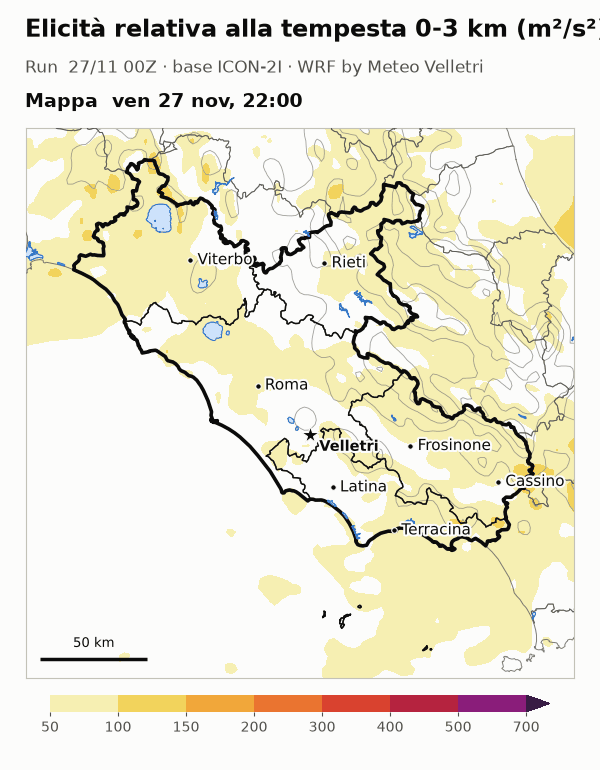 Elicità relativa alla tempesta 0-3 km (m²/s²)
Run  27/11 00Z · base ICON-2I · WRF by Meteo Velletri
Mappa  ven 27 nov, 22:00
Viterbo
Rieti
Roma
Velletri
Frosinone
Latina
Cassino
Terracina
50 km
50 100 150 200 300 400 500 700